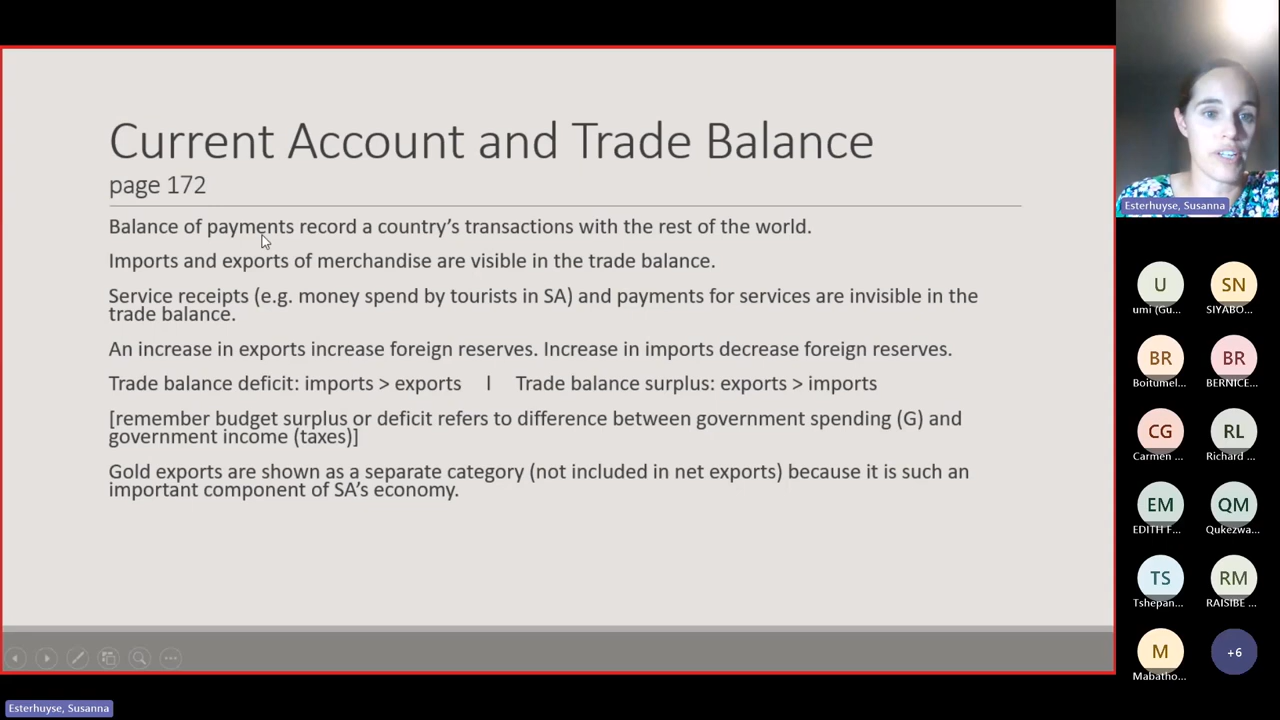 Current Account and Trade Balance
page 172
Balance of payments record a country's transactions with the rest of the world.
Imports and exports of merchandise are visible in the trade balance.
Service receipts (e.g. money spend by tourists in SA) and payments for services are invisible in the
trade balance.
An increase in exports increase foreign reserves. Increase in imports decrease foreign reserves.
Trade balance deficit: imports > exports | Trade balance surplus: exports > imports
[remember budget surplus or deficit refers to difference between government spending (G) and
government income (taxes)]
Gold exports are shown as a separate category (not included in net exports) because it is such an
important component of SA's economy.
Esterhuyse, Susanna
U SN
umi (Gu... SIYABO...
BR BR
Boitumel... BERNICE...
CG RL
Carmen ... Richard ...
EM QM
EDITH F... Qukezwa...
TS RM
Tshepan... RAISIBE ...
M +6
Mabatho...
Esterhuyse, Susanna